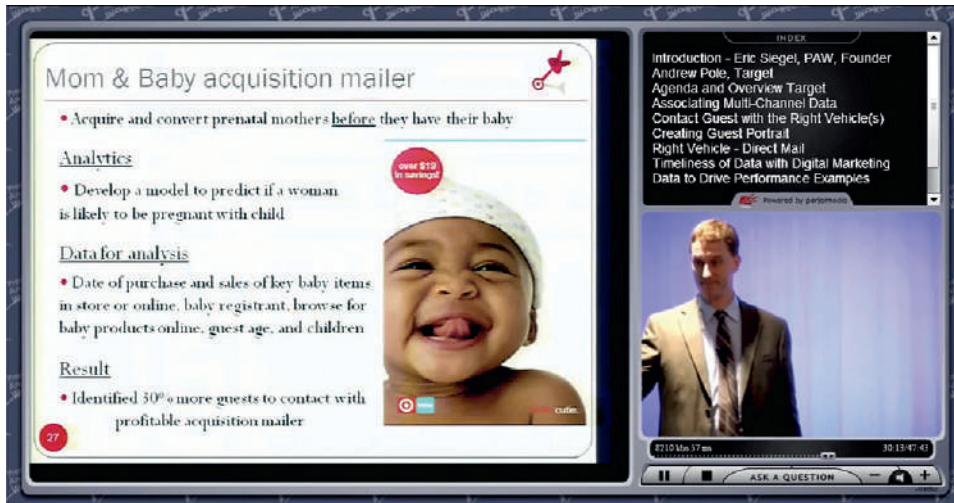 Mom & Baby acquisition mailer
• Acquire and convert prenatal mothers before they have their baby
Analytics
• Develop a model to predict if a woman
is likely to be pregnant with child
Data for analysis
• Date of purchase and sales of key baby items
in store or online, baby registrant, browse for
baby products online, guest age, and children
Result
• Identified 30% more guests to contact with
profitable acquisition mailer
27
over $19
in savings!
cutie.
INDEX
Introduction - Eric Siegel, PAW, Founder
Andrew Pole, Target
Agenda and Overview Target
Associating Multi-Channel Data
Contact Guest with the Right Vehicle(s)
Creating Guest Portrait
Right Vehicle - Direct Mail
Timeliness of Data with Digital Marketing
Data to Drive Performance Examples
Powered by
30:13/47:43
ASK A QUESTION